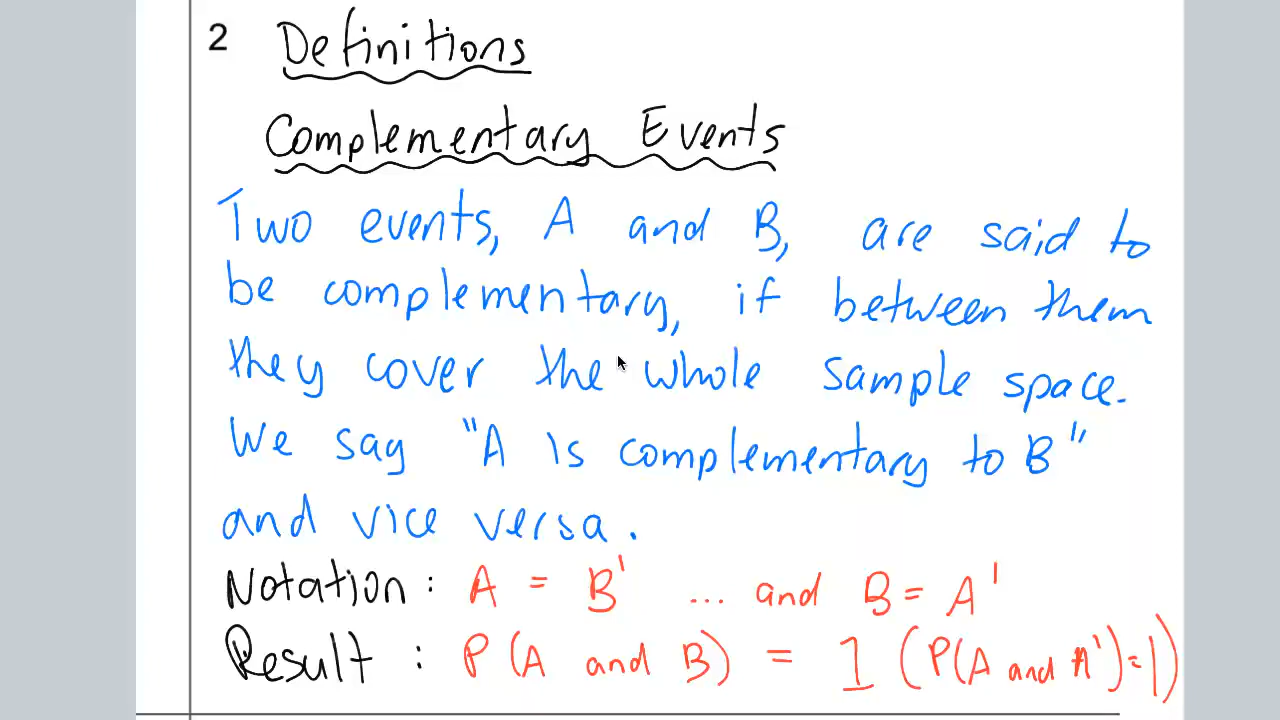 2 Definitions
Complementary Events
Two events, A and B, are said to
be complementary, if between them
they cover the whole sample space.
We say "A is complementary to B"
and vice versa.
Notation: A = B' ... and B = A'
Result: P(A and B) = 1 (P(A and A') = 1)